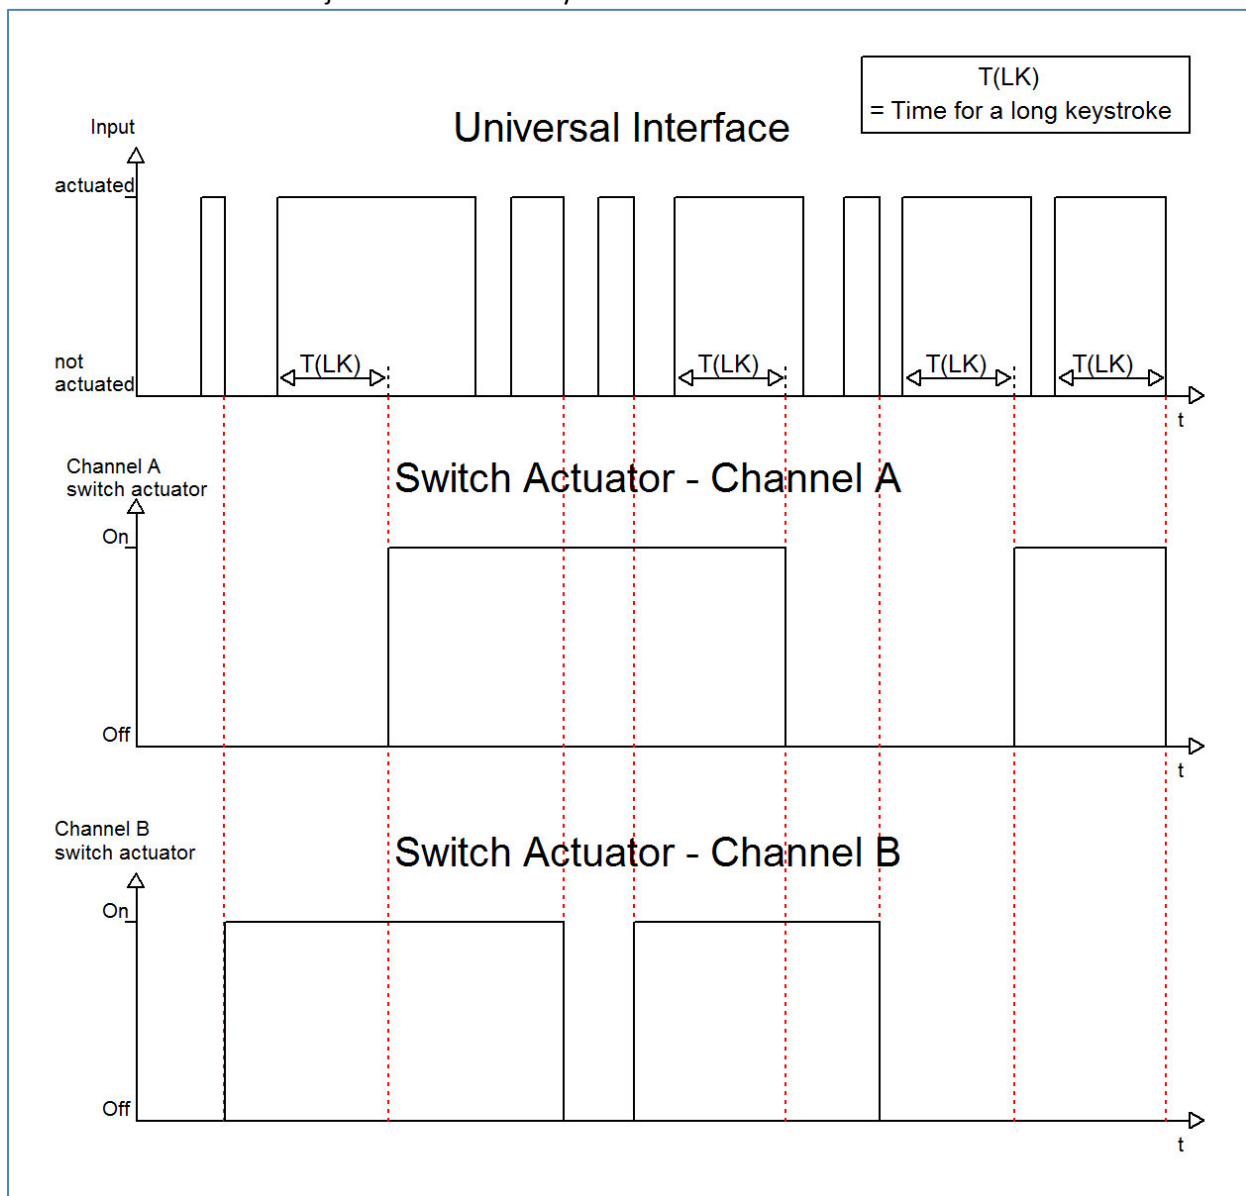 T(LK)
= Time for a long keystroke
Universal Interface
Input
actuated
not
actuated
T(LK)
T(LK)
T(LK)
T(LK)
t
Channel A
switch actuator
Switch Actuator - Channel A
On
Off
t
Channel B
switch actuator
Switch Actuator - Channel B
On
Off
t